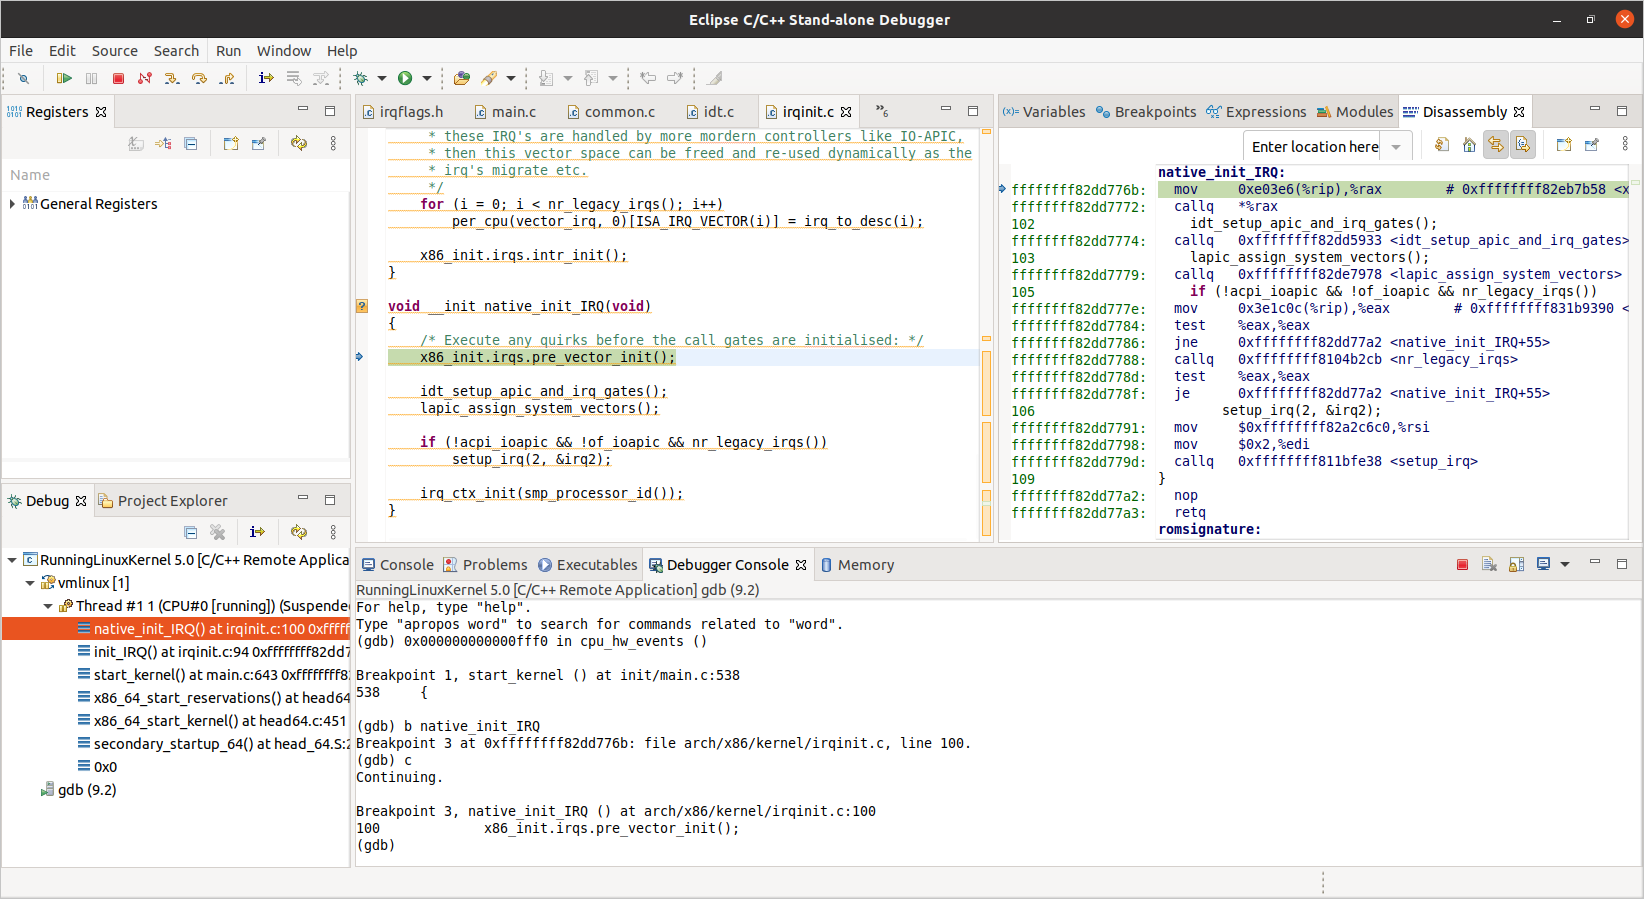 Eclipse C/C++ Stand-alone Debugger
File Edit Source Search Run Window Help
Registers
Name
General Registers
Debug Project Explorer
RunningLinuxKernel 5.0 [C/C++ Remote Applica
vmlinux [1]
Thread #1 1 (CPU#0 [running]) (Suspende
native_init_IRQ() at irqinit.c:100 0xfffff
init_IRQ() at irqinit.c:94 0xffffffff82dd7
start_kernel() at main.c:643 0xffffffff8
x86_64_start_reservations() at head64
x86_64_start_kernel() at head64.c:451
secondary_startup_64() at head_64.S:2
0x0
gdb (9.2)
irqflags.h main.c common.c idt.c irqinit.c »6
* these IRQ's are handled by more mordern controllers like IO-APIC,
* then this vector space can be freed and re-used dynamically as the
* irq's migrate etc.
*/
for (i = 0; i < nr_legacy_irqs(); i++)
per_cpu(vector_irq, 0)[ISA_IRQ_VECTOR(i)] = irq_to_desc(i);
x86_init.irqs.intr_init();
}
void __init native_init_IRQ(void)
{
/* Execute any quirks before the call gates are initialised: */
x86_init.irqs.pre_vector_init();
idt_setup_apic_and_irq_gates();
lapic_assign_system_vectors();
if (!acpi_ioapic && !of_ioapic && nr_legacy_irqs())
setup_irq(2, &irq2);
irq_ctx_init(smp_processor_id());
}
Variables Breakpoints Expressions Modules Disassembly
Enter location here
native_init_IRQ:
ffffffff82dd776b: mov 0xe03e6(%rip),%rax # 0xffffffff82eb7b58 <x
ffffffff82dd7772: callq *%rax
102 idt_setup_apic_and_irq_gates();
ffffffff82dd7774: callq 0xffffffff82dd5933 <idt_setup_apic_and_irq_gates>
103 lapic_assign_system_vectors();
ffffffff82dd7779: callq 0xffffffff82de7978 <lapic_assign_system_vectors>
105 if (!acpi_ioapic && !of_ioapic && nr_legacy_irqs())
ffffffff82dd777e: mov 0x3e1c0c(%rip),%eax # 0xffffffff831b9390 <
ffffffff82dd7784: test %eax,%eax
ffffffff82dd7786: jne 0xffffffff82dd77a2 <native_init_IRQ+55>
ffffffff82dd7788: callq 0xffffffff8104b2cb <nr_legacy_irqs>
ffffffff82dd778d: test %eax,%eax
ffffffff82dd778f: je 0xffffffff82dd77a2 <native_init_IRQ+55>
106 setup_irq(2, &irq2);
ffffffff82dd7791: mov $0xffffffff82a2c6c0,%rsi
ffffffff82dd7798: mov $0x2,%edi
ffffffff82dd779d: callq 0xffffffff811bfe38 <setup_irq>
109 }
ffffffff82dd77a2: nop
ffffffff82dd77a3: retq
romsignature:
Console Problems Executables Debugger Console Memory
RunningLinuxKernel 5.0 [C/C++ Remote Application] gdb (9.2)
For help, type "help".
Type "apropos word" to search for commands related to "word".
(gdb) 0x000000000000fff0 in cpu_hw_events ()
Breakpoint 1, start_kernel () at init/main.c:538
538 {
(gdb) b native_init_IRQ
Breakpoint 3 at 0xffffffff82dd776b: file arch/x86/kernel/irqinit.c, line 100.
(gdb) c
Continuing.
Breakpoint 3, native_init_IRQ () at arch/x86/kernel/irqinit.c:100
100 x86_init.irqs.pre_vector_init();
(gdb)